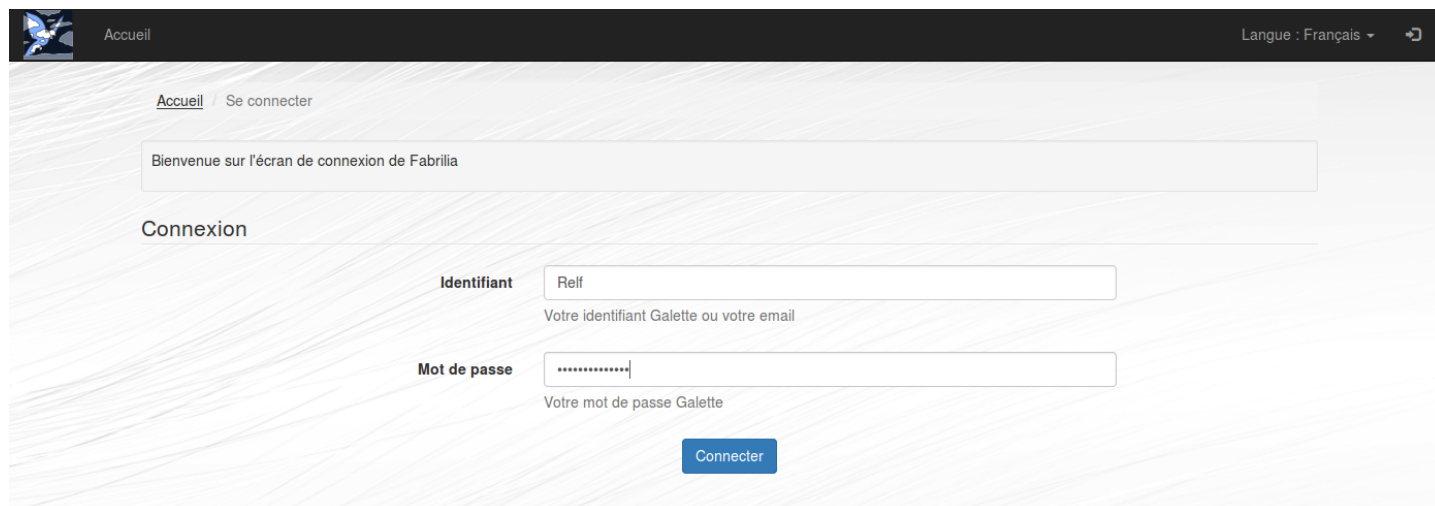 Accueil Langue : Français
Accueil / Se connecter
Bienvenue sur l'écran de connexion de Fabrilia
Connexion
Identifiant Relf
Votre identifiant Galette ou votre email
Mot de passe ••••••••••••••
Votre mot de passe Galette
Connecter